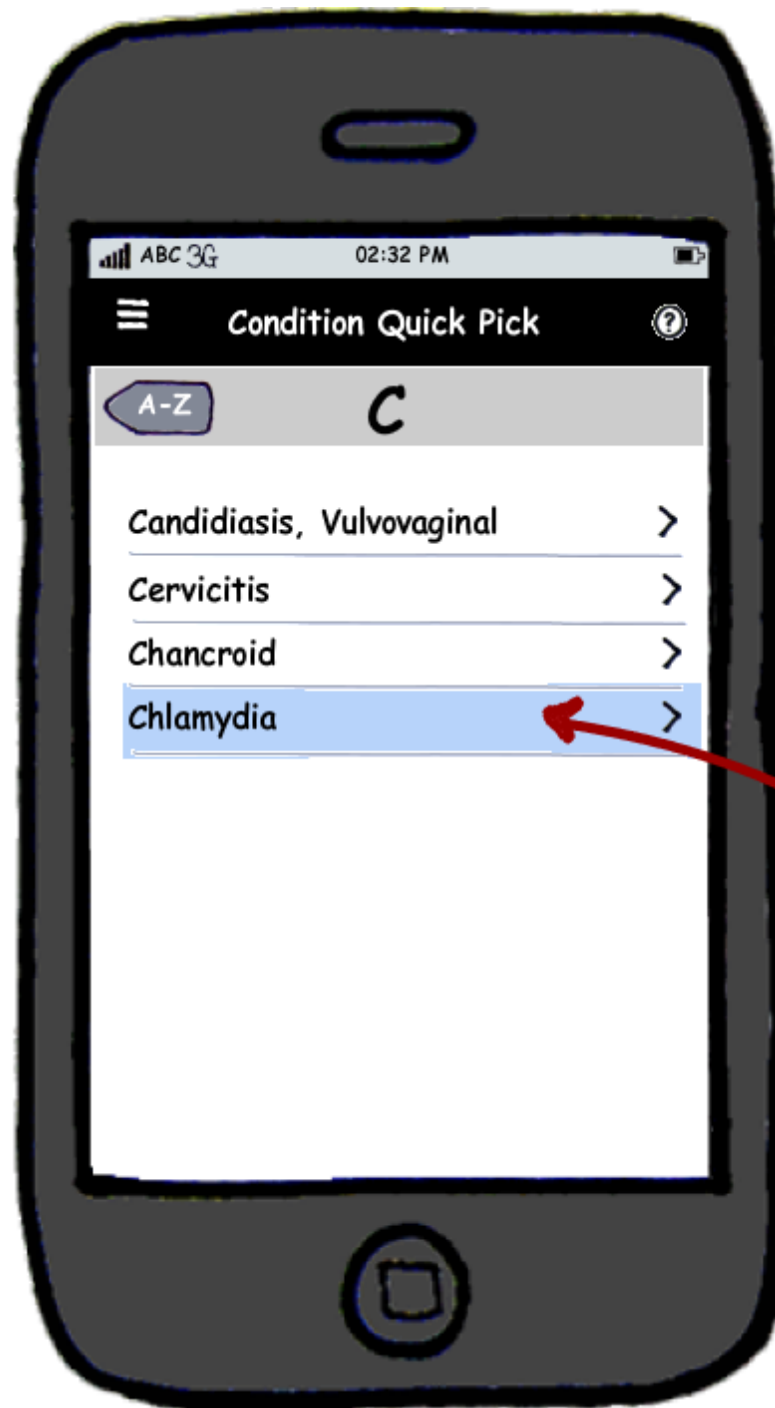 ABC 3G 02:32 PM
Condition Quick Pick ?
A-Z C
Candidiasis, Vulvovaginal
Cervicitis
Chancroid
Chlamydia